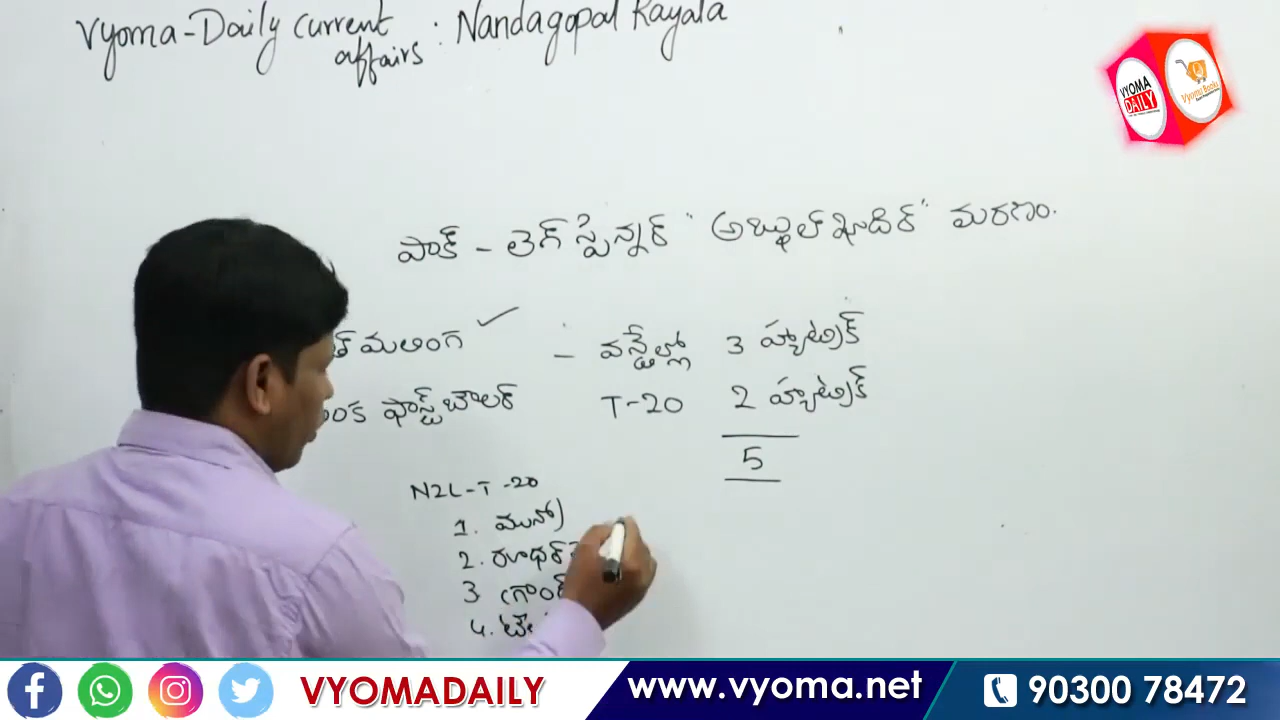 Vyoma-Daily current affairs : Nandagopal Kayala
VYOMA DAILY
Vyoma Books
పాక్ - లెగ్ స్పిన్నర్ "అబ్దుల్ ఖాదిర్" మరణం.
మలింగ ✓ - వన్డేల్లో 3 హ్యాట్రిక్
లంక ఫాస్ట్ బౌలర్ T-20 2 హ్యాట్రిక్
5
NZL-T-20
1. మున్రో
2. రూథర్
3 గ్రాండ్
4. టే
VYOMADAILY
www.vyoma.net
90300 78472